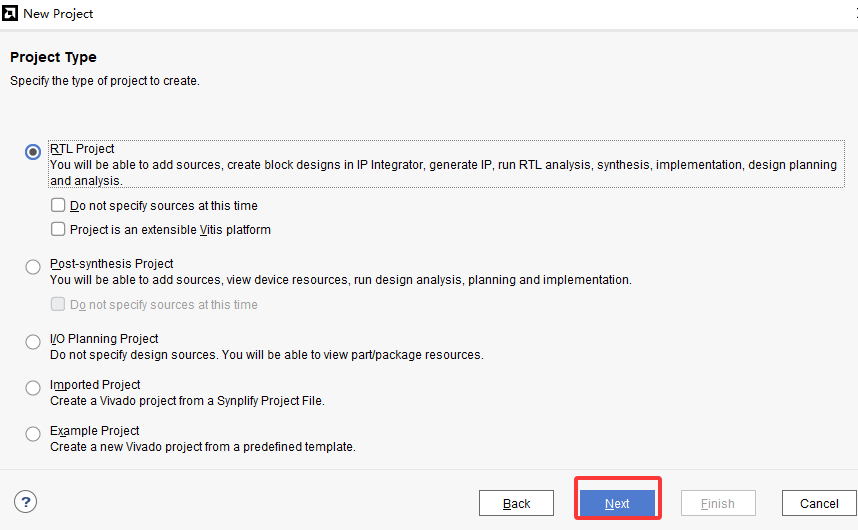 New Project
Project Type
Specify the type of project to create.
RTL Project
You will be able to add sources, create block designs in IP Integrator, generate IP, run RTL analysis, synthesis, implementation, design planning
and analysis.
Do not specify sources at this time
Project is an extensible Vitis platform
Post-synthesis Project
You will be able to add sources, view device resources, run design analysis, planning and implementation.
Do not specify sources at this time
I/O Planning Project
Do not specify design sources. You will be able to view part/package resources.
Imported Project
Create a Vivado project from a Synplify Project File.
Example Project
Create a new Vivado project from a predefined template.
? Back Next Finish Cancel